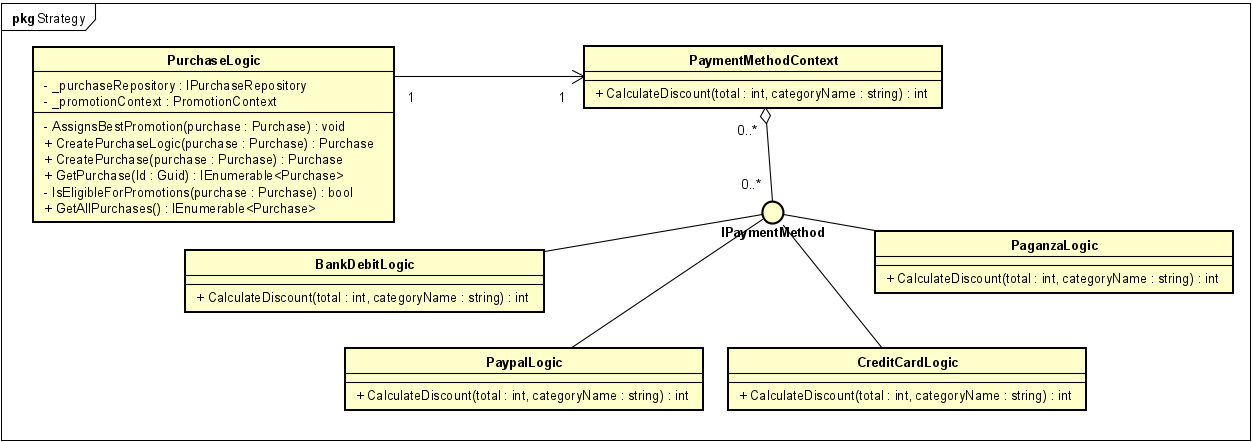 pkg Strategy
PurchaseLogic
- _purchaseRepository : IPurchaseRepository
- _promotionContext : PromotionContext
- AssignsBestPromotion(purchase : Purchase) : void
+ CreatePurchaseLogic(purchase : Purchase) : Purchase
+ CreatePurchase(purchase : Purchase) : Purchase
+ GetPurchase(Id : Guid) : IEnumerable<Purchase>
- IsEligibleForPromotions(purchase : Purchase) : bool
+ GetAllPurchases() : IEnumerable<Purchase>
1
1
PaymentMethodContext
+ CalculateDiscount(total : int, categoryName : string) : int
0..*
0..*
IPaymentMethod
BankDebitLogic
+ CalculateDiscount(total : int, categoryName : string) : int
PaganzaLogic
+ CalculateDiscount(total : int, categoryName : string) : int
PaypalLogic
+ CalculateDiscount(total : int, categoryName : string) : int
CreditCardLogic
+ CalculateDiscount(total : int, categoryName : string) : int